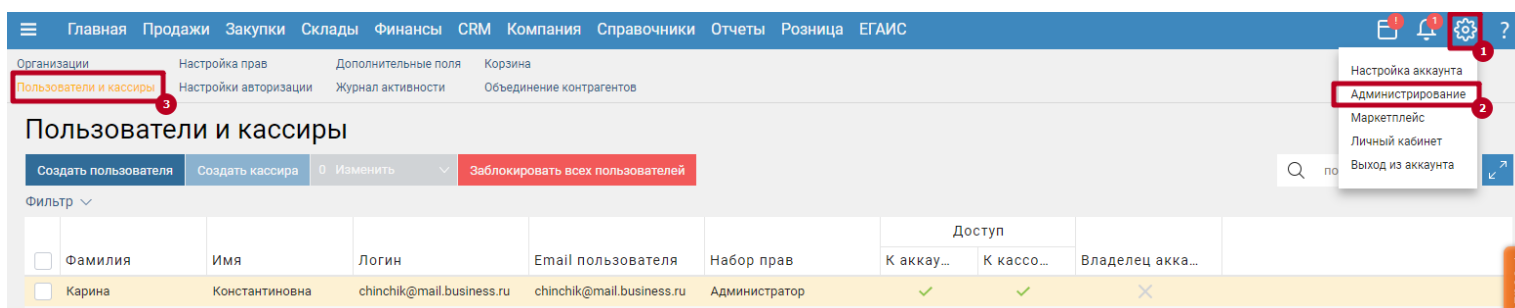 Главная Продажи Закупки Склады Финансы CRM Компания Справочники Отчеты Розница ЕГАИС ! 1 ?
1
Организации Настройка прав Дополнительные поля Корзина
Пользователи и кассиры Настройки авторизации Журнал активности Объединение контрагентов
3
Настройка аккаунта
Администрирование
2
Маркетплейс
Личный кабинет
Выход из аккаунта
Пользователи и кассиры
Создать пользователя Создать кассира 0 Изменить Заблокировать всех пользователей по
Фильтр
Доступ
Фамилия Имя Логин Email пользователя Набор прав К аккау... К кассо... Владелец акка...
Карина Константиновна chinchik@mail.business.ru chinchik@mail.business.ru Администратор